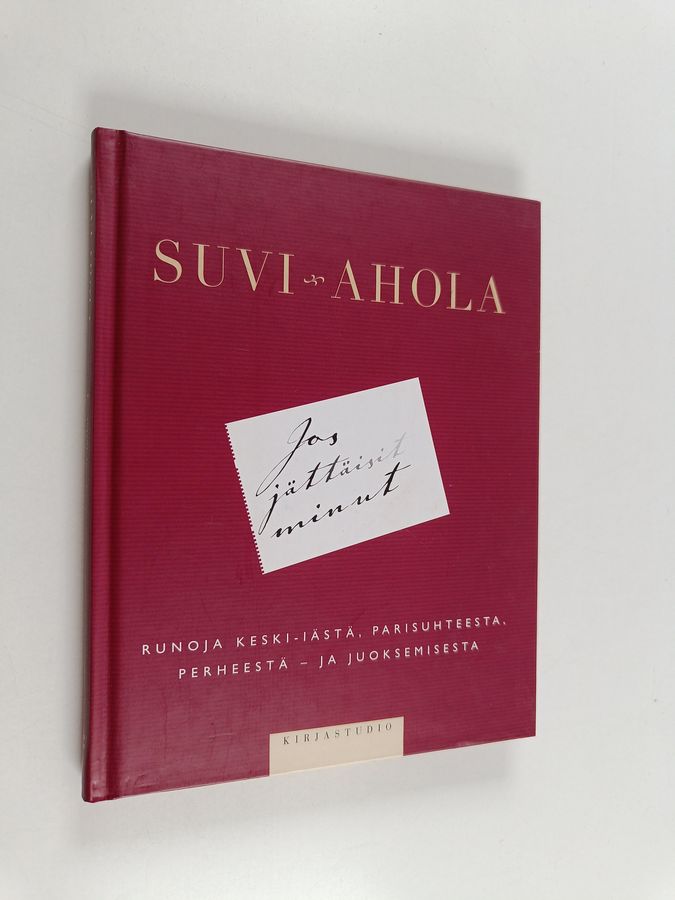 SUVI AHOLA
Jos
jättäisit
minut
RUNOJA KESKI-IÄSTÄ, PARISUHTEESTA,
PERHEESTÄ – JA JUOKSEMISESTA
KIRJASTUDIO